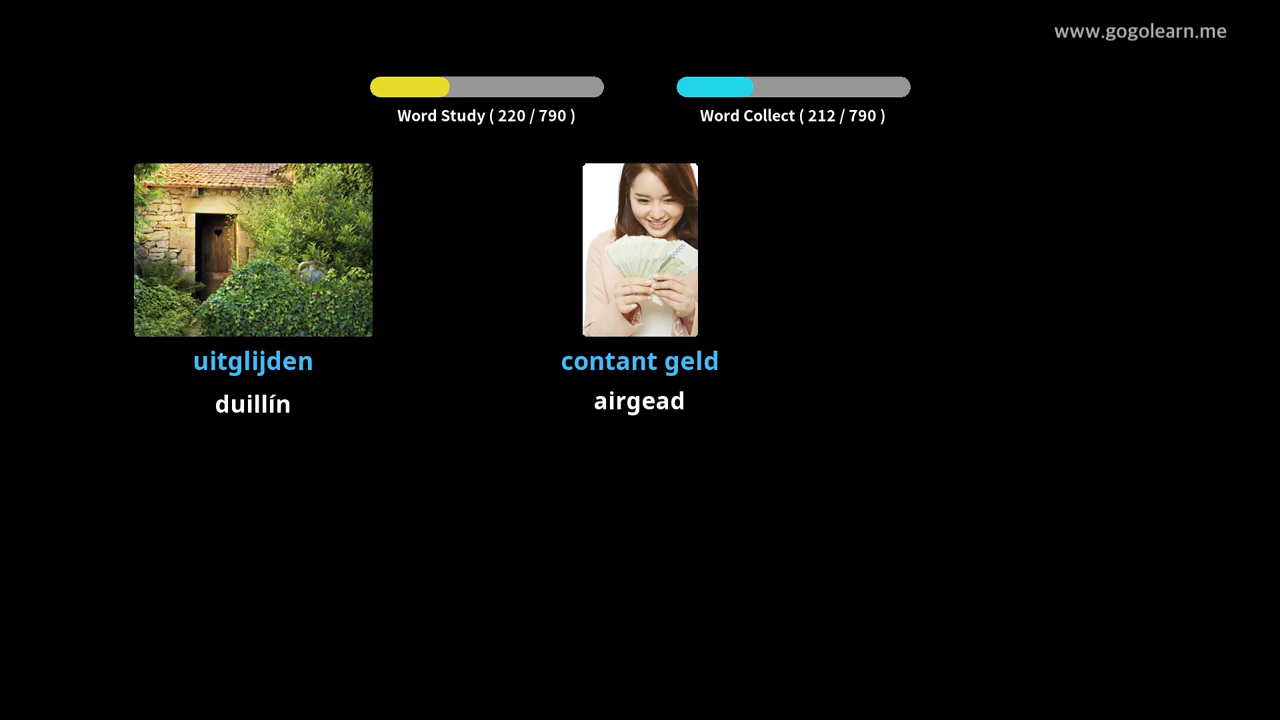 www.gogolearn.me
Word Study ( 220 / 790 )
Word Collect ( 212 / 790 )
uitglijden
duillín
contant geld
airgead